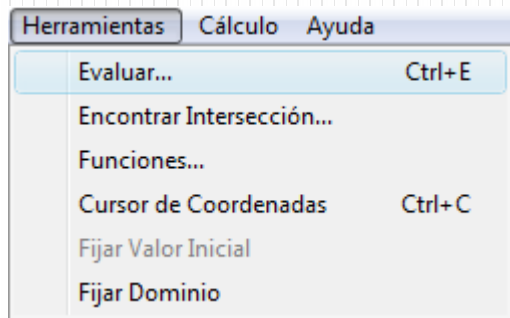 Herramientas Cálculo Ayuda
Evaluar... Ctrl+E
Encontrar Intersección...
Funciones...
Cursor de Coordenadas Ctrl+C
Fijar Valor Inicial
Fijar Dominio